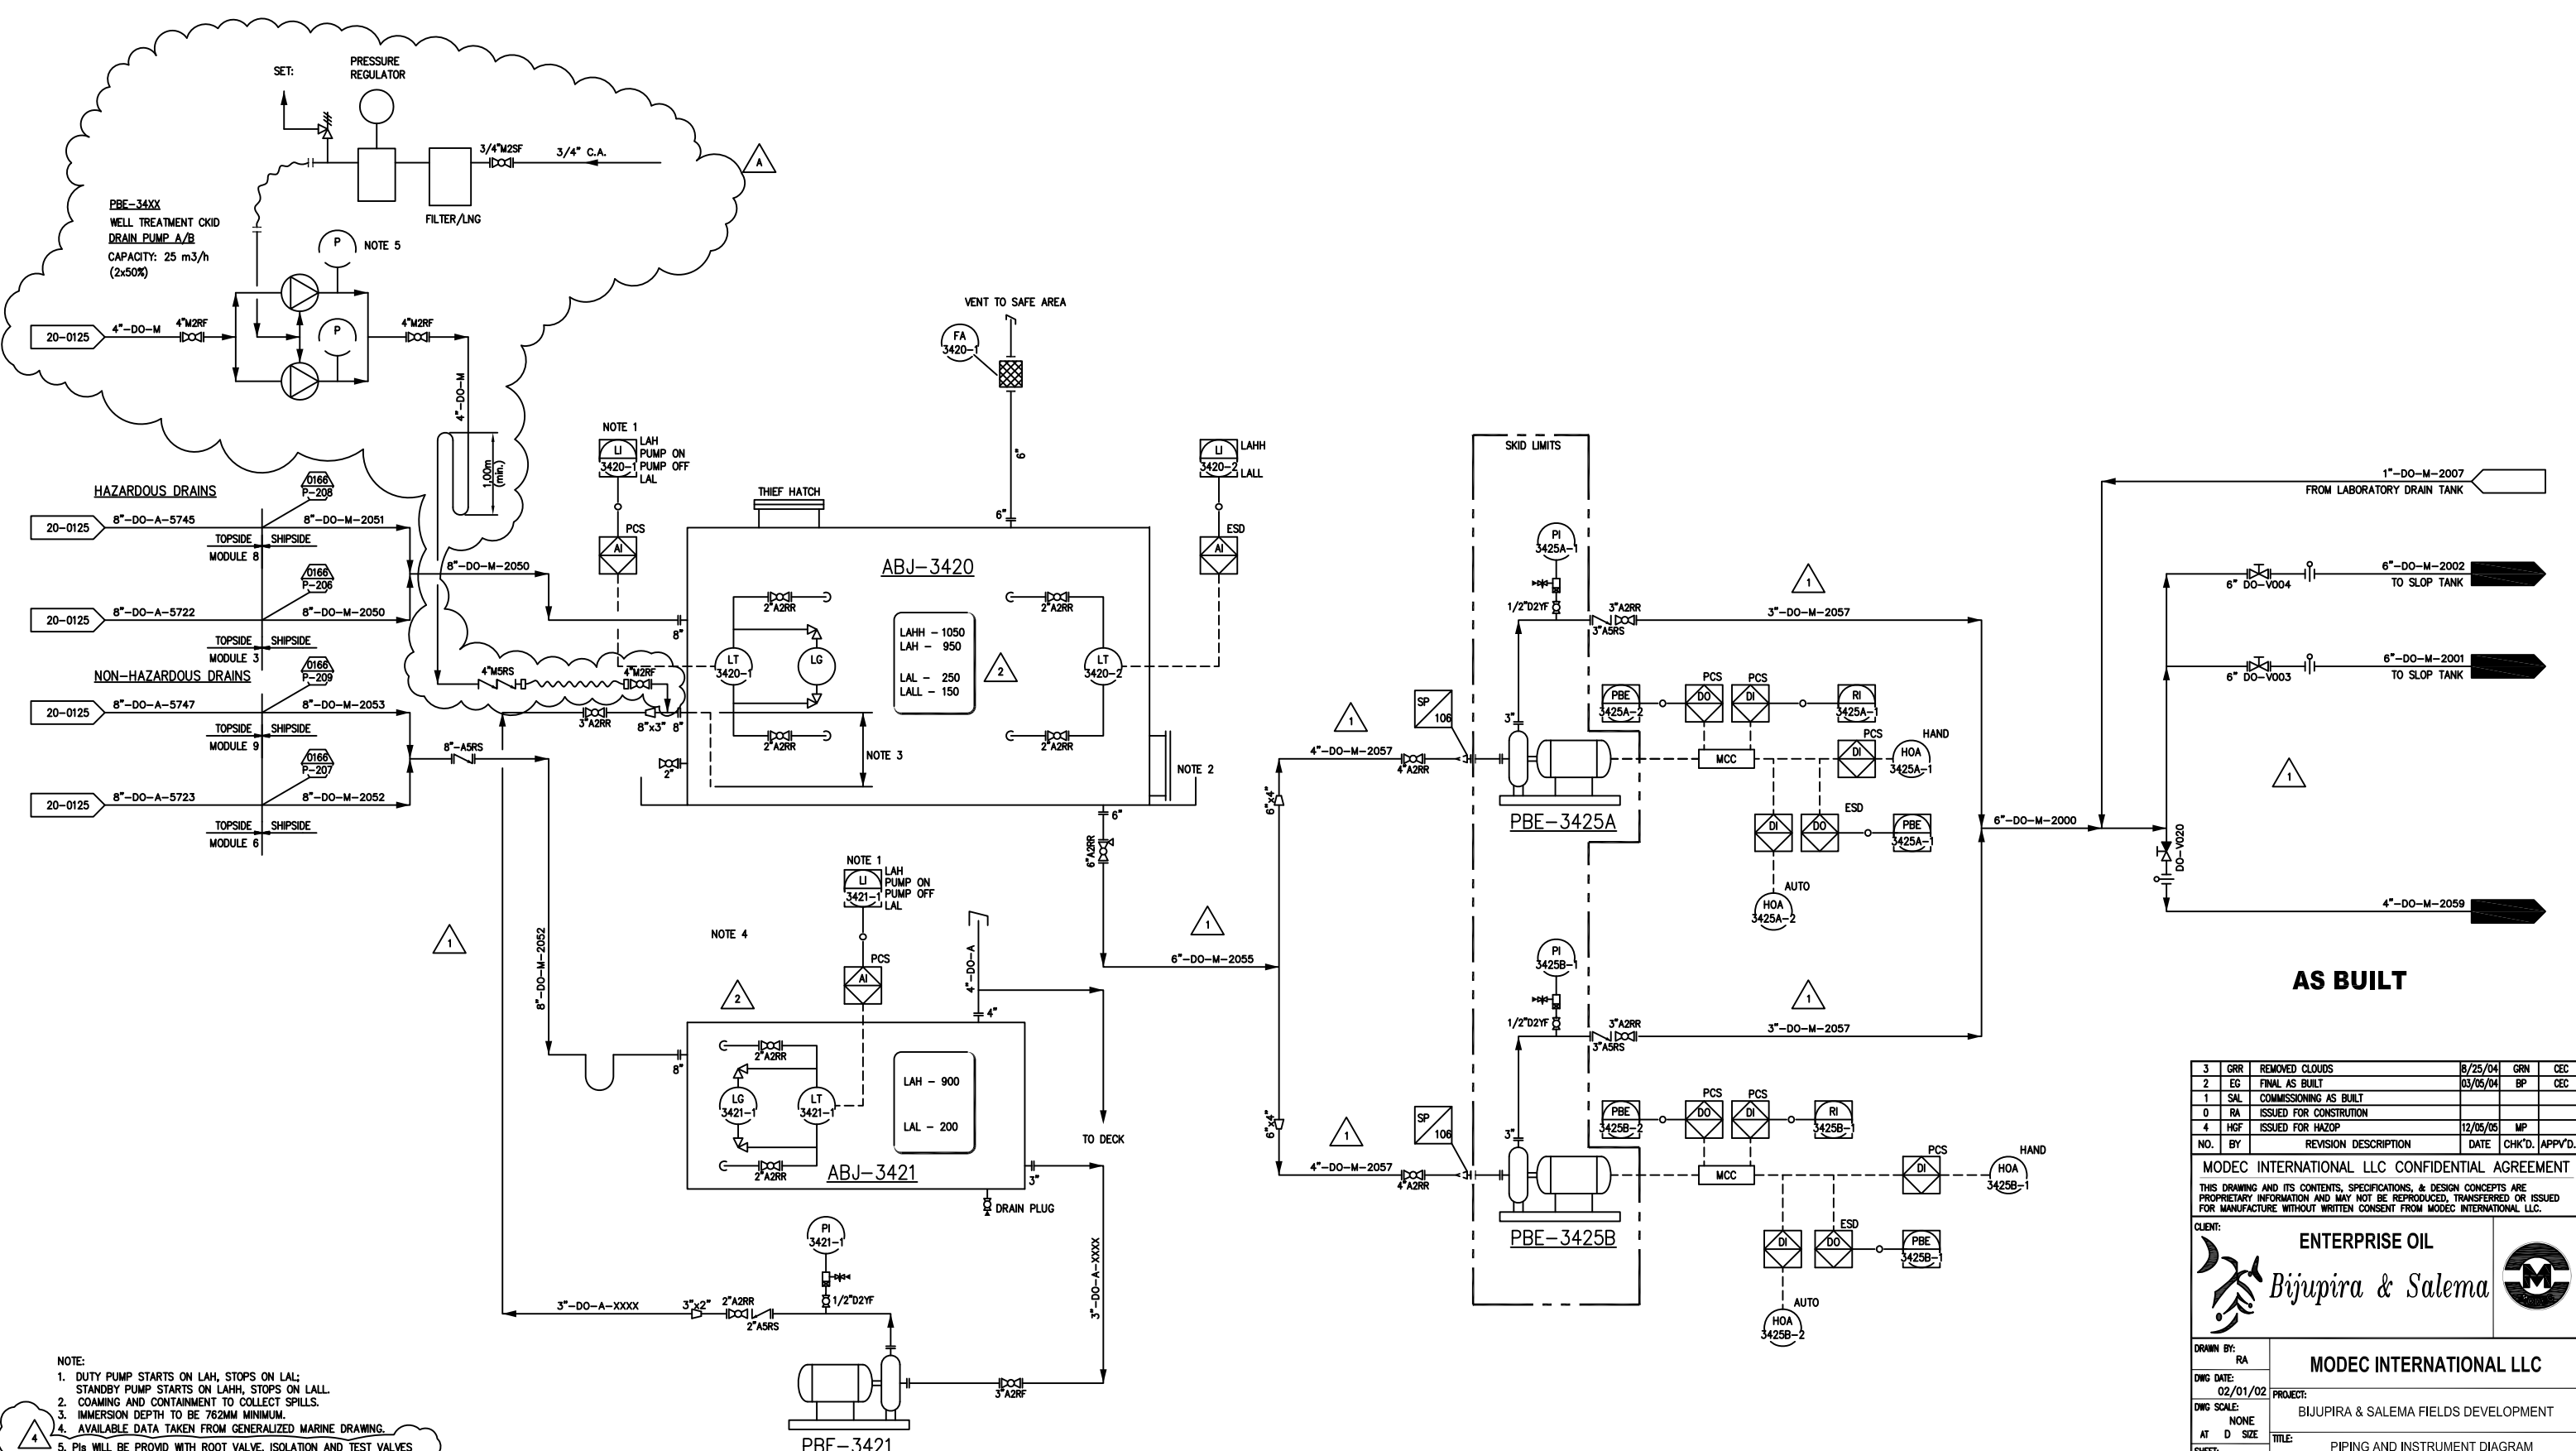 SET:
PRESSURE
REGULATOR
3/4"M2SF
3/4" C.A.
A
FILTER/LNG
PBE-34XX
WELL TREATMENT CKID
DRAIN PUMP A/B
CAPACITY: 25 m3/h
(2x50%)
P
NOTE 5
P
20-0125
4"-DO-M
4"M2RF
4"M2RF
4"-DO-M
1,00m
(min.)
HAZARDOUS DRAINS
0166
P-208
20-0125
8"-DO-A-5745
8"-DO-M-2051
TOPSIDE
SHIPSIDE
MODULE 8
0166
P-206
8"-DO-M-2050
20-0125
8"-DO-A-5722
8"-DO-M-2050
TOPSIDE
SHIPSIDE
MODULE 3
NON-HAZARDOUS DRAINS
0166
P-209
20-0125
8"-DO-A-5747
8"-DO-M-2053
TOPSIDE
SHIPSIDE
MODULE 9
0166
P-207
20-0125
8"-DO-A-5723
8"-DO-M-2052
TOPSIDE
SHIPSIDE
MODULE 6
8"-A5RS
4"M5RS
4"M2RF
3"A2RR
8"x3"
8"
8"
2"
1
8"-DO-M-2052
NOTE 1
LI
3420-1
LAH
PUMP ON
PUMP OFF
LAL
PCS
AI
THIEF HATCH
VENT TO SAFE AREA
FA
3420-1
6"
6"
LI
3420-2
LAHH
LALL
ESD
AI
ABJ-3420
2"A2RR
2"A2RR
LT
3420-1
LG
LAHH - 1050
LAH - 950
LAL - 250
LALL - 150
2
LT
3420-2
2"A2RR
2"A2RR
NOTE 3
NOTE 2
6"
6"A2RR
6"-DO-M-2055
1
NOTE 1
LI
3421-1
LAH
PUMP ON
PUMP OFF
LAL
NOTE 4
PCS
AI
2
4"-DO-A
4"
TO DECK
8"
2"A2RR
LG
3421-1
LT
3421-1
LAH - 900
LAL - 200
2"A2RR
ABJ-3421
3"
DRAIN PLUG
3"-DO-A-XXXX
PI
3421-1
1/2"D2YF
3"-DO-A-XXXX
3"x2"
2"A2RR
2"A5RS
3"A2RF
PBE-3421
SKID LIMITS
PI
3425A-1
1/2"D2YF
3"A2RR
3"A5RS
1
3"-DO-M-2057
SP
106
1
4"-DO-M-2057
4"A2RR
6"x4"
3"
PBE-3425A
PBE
3425A-2
PCS
DO
PCS
DI
RI
3425A-1
MCC
PCS
DI
HAND
HOA
3425A-1
DI
ESD
DO
PBE
3425A-1
AUTO
HOA
3425A-2
PI
3425B-1
1/2"D2YF
3"A2RR
3"A5RS
1
3"-DO-M-2057
6"x4"
1
4"-DO-M-2057
4"A2RR
SP
106
3"
PBE-3425B
PBE
3425B-2
PCS
DO
PCS
DI
RI
3425B-1
MCC
PCS
DI
HAND
HOA
3425B-1
DI
ESD
DO
PBE
3425B-1
AUTO
HOA
3425B-2
1"-DO-M-2007
FROM LABORATORY DRAIN TANK
6" DO-V004
6"-DO-M-2002
TO SLOP TANK
6" DO-V003
6"-DO-M-2001
TO SLOP TANK
1
6"-DO-M-2000
DO-V020
4"-DO-M-2059
AS BUILT
3 GRR REMOVED CLOUDS 8/25/04 GRN CEC
2 EG FINAL AS BUILT 03/05/04 BP CEC
1 SAL COMMISSIONING AS BUILT
0 RA ISSUED FOR CONSTRUTION
4 HGF ISSUED FOR HAZOP 12/05/05 MP
NO. BY REVISION DESCRIPTION DATE CHK'D. APPV'D.
MODEC INTERNATIONAL LLC CONFIDENTIAL AGREEMENT
THIS DRAWING AND ITS CONTENTS, SPECIFICATIONS, & DESIGN CONCEPTS ARE
PROPRIETARY INFORMATION AND MAY NOT BE REPRODUCED, TRANSFERRED OR ISSUED
FOR MANUFACTURE WITHOUT WRITTEN CONSENT FROM MODEC INTERNATIONAL LLC.
CLIENT:
ENTERPRISE OIL
Bijupira & Salema
M
DRAWN BY:
RA
MODEC INTERNATIONAL LLC
DWG DATE:
02/01/02
PROJECT:
BIJUPIRA & SALEMA FIELDS DEVELOPMENT
DWG SCALE:
NONE
AT D SIZE
TITLE:
PIPING AND INSTRUMENT DIAGRAM
SHEET:
NOTE:
1. DUTY PUMP STARTS ON LAH, STOPS ON LAL;
STANDBY PUMP STARTS ON LAHH, STOPS ON LALL.
2. COAMING AND CONTAINMENT TO COLLECT SPILLS.
3. IMMERSION DEPTH TO BE 762MM MINIMUM.
4. AVAILABLE DATA TAKEN FROM GENERALIZED MARINE DRAWING.
5. PIs WILL BE PROVID WITH ROOT VALVE, ISOLATION AND TEST VALVES
4